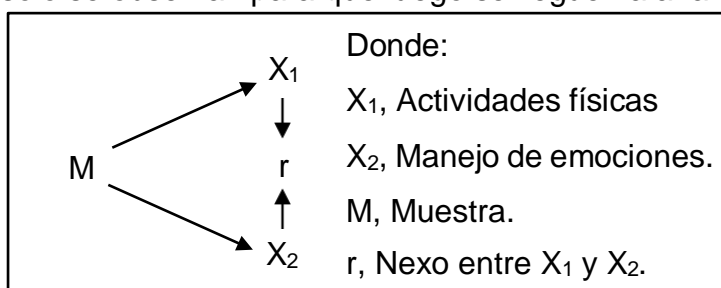 Donde:
X₁
X₁, Actividades físicas
M
r
X₂, Manejo de emociones.
M, Muestra.
X₂
r, Nexo entre X₁ y X₂.